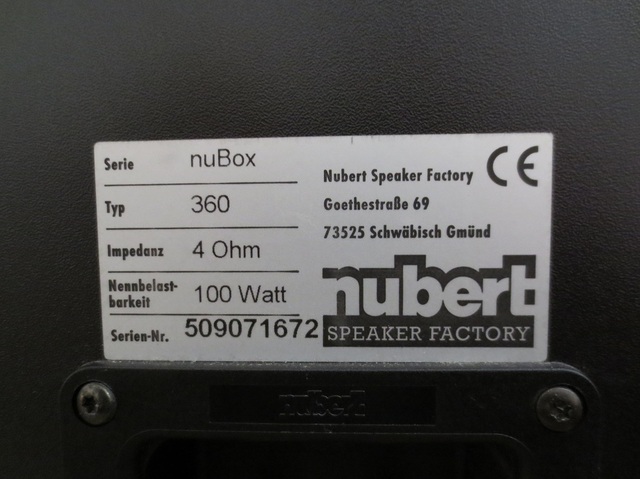 Serie nuBox
Typ 360
Impedanz 4 Ohm
Nennbelast-
barkeit 100 Watt
Serien-Nr. 509071672
Nubert Speaker Factory CE
Goethestraße 69
73525 Schwäbisch Gmünd
nubert
SPEAKER FACTORY
nubert